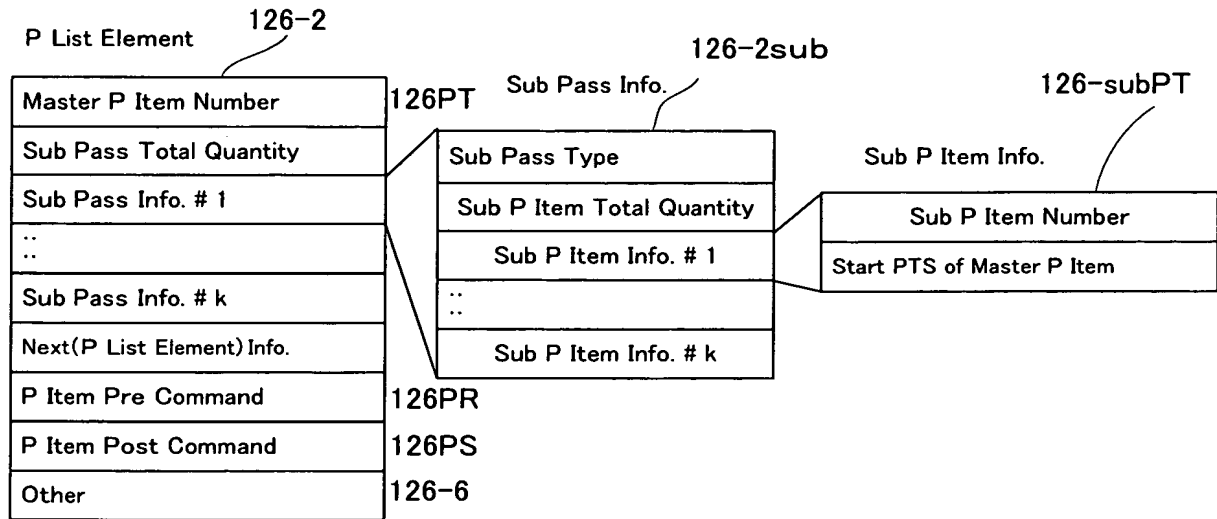 P List Element
126-2
Master P Item Number
126PT
Sub Pass Total Quantity
Sub Pass Info. # 1
::
Sub Pass Info. # k
Next(P List Element) Info.
P Item Pre Command
126PR
P Item Post Command
126PS
Other
126-6
126-2sub
Sub Pass Info.
Sub Pass Type
Sub P Item Total Quantity
Sub P Item Info. # 1
::
Sub P Item Info. # k
126-subPT
Sub P Item Info.
Sub P Item Number
Start PTS of Master P Item